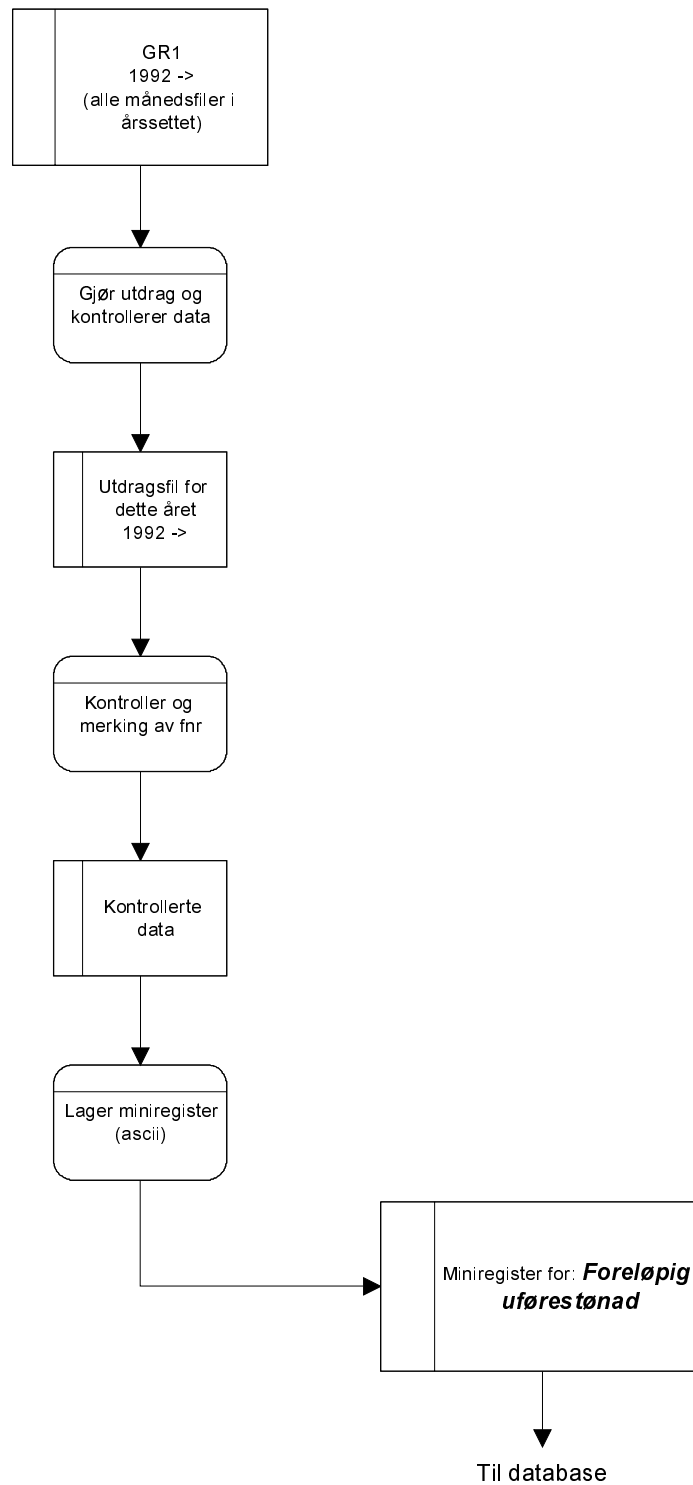 GR1
1992 ->
(alle månedsfiler i
årssettet)
Gjør utdrag og
kontrollerer data
Utdragsfil for
dette året
1992 ->
Kontroller og
merking av fnr
Kontrollerte
data
Lager miniregister
(ascii)
Miniregister for: Foreløpig
uførestønad
Til database